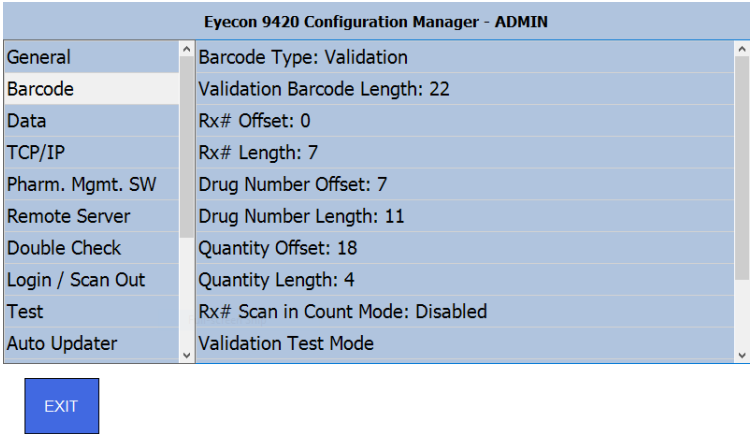 Eyecon 9420 Configuration Manager - ADMIN
General
Barcode
Data
TCP/IP
Pharm. Mgmt. SW
Remote Server
Double Check
Login / Scan Out
Test
Auto Updater
Barcode Type: Validation
Validation Barcode Length: 22
Rx# Offset: 0
Rx# Length: 7
Drug Number Offset: 7
Drug Number Length: 11
Quantity Offset: 18
Quantity Length: 4
Rx# Scan in Count Mode: Disabled
Validation Test Mode
EXIT